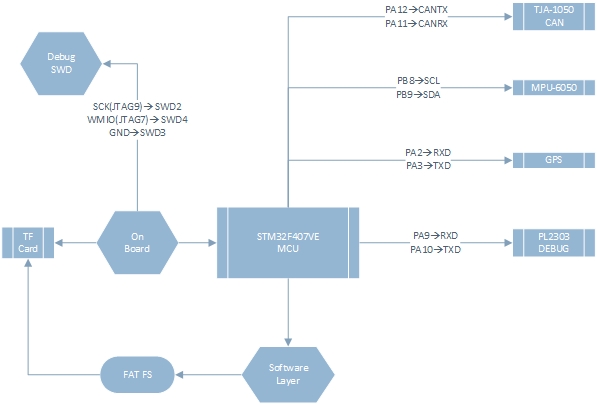 PA12→CANTX
PA11→CANRX
TJA-1050
CAN
Debug
SWD
PB8→SCL
PB9→SDA
MPU-6050
SCK(JTAG9)→SWD2
WMIO(JTAG7)→SWD4
GND→SWD3
PA2→RXD
PA3→TXD
GPS
TF
Card
On
Board
STM32F407VE
MCU
PA9→RXD
PA10→TXD
PL2303
DEBUG
FAT FS
Software
Layer